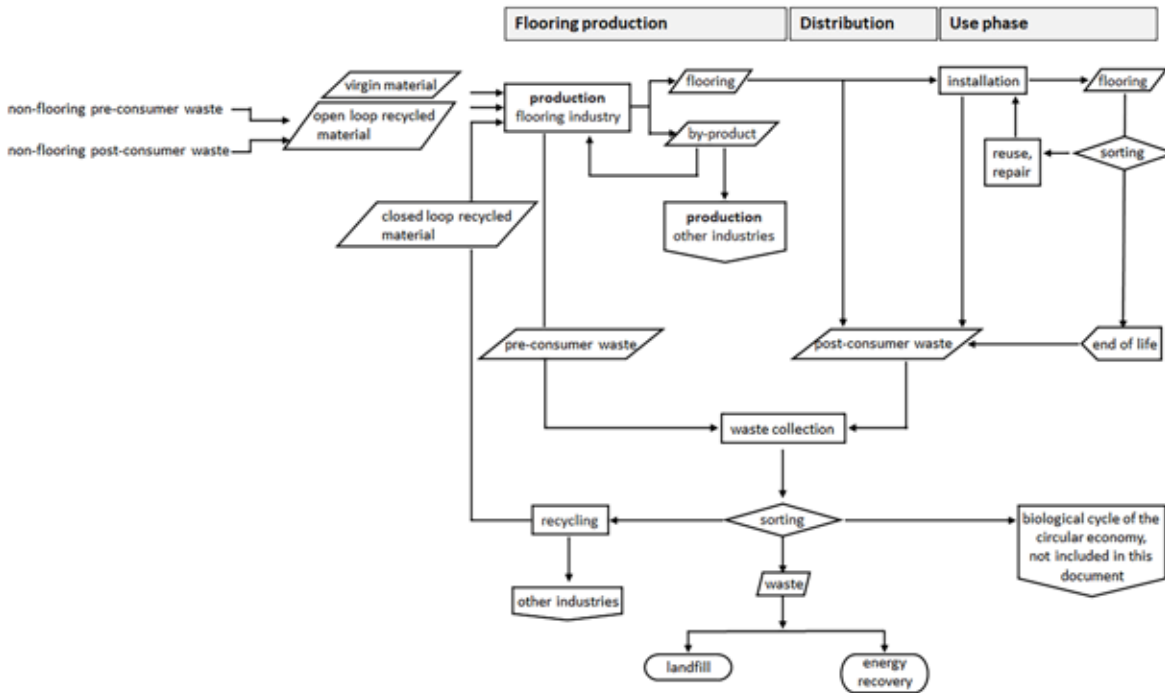 Flooring production
Distribution
Use phase
virgin material
non-flooring pre-consumer waste
open loop recycled
material
non-flooring post-consumer waste
production
flooring industry
flooring
by-product
installation
flooring
reuse,
repair
sorting
closed loop recycled
material
production
other industries
pre-consumer waste
post-consumer waste
end of life
waste collection
recycling
sorting
biological cycle of the
circular economy,
not included in this
document
other industries
waste
landfill
energy
recovery